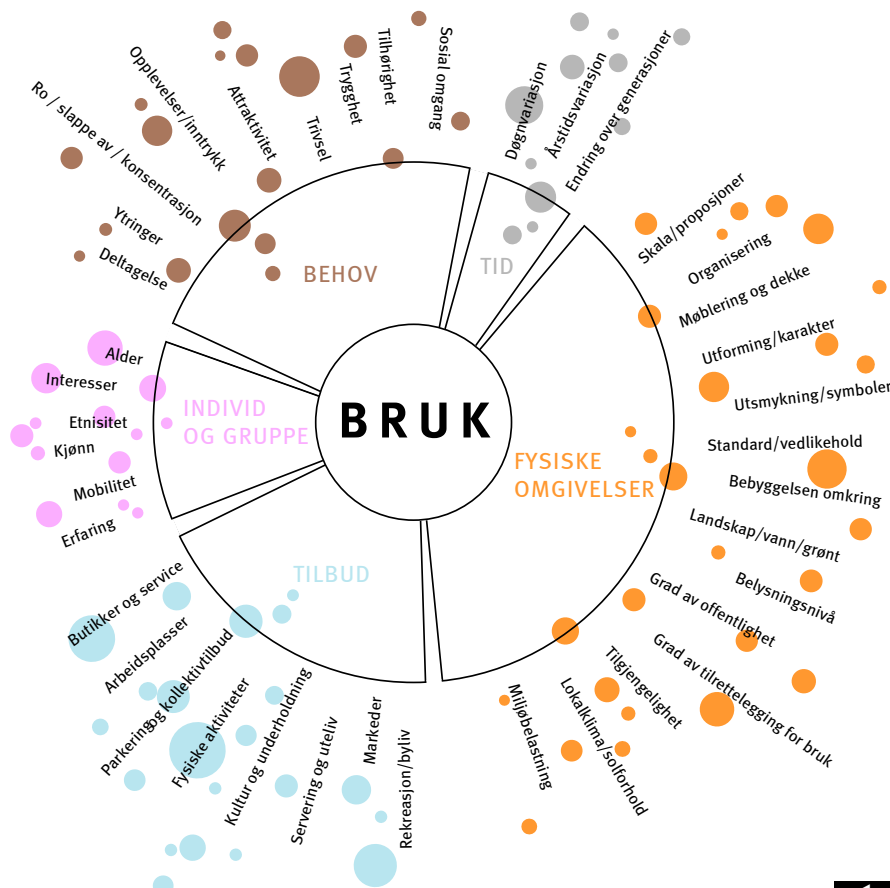 BRUK
BEHOV
Deltagelse
Ytringer
Ro / slappe av / konsentrasjon
Opplevelser/inntrykk
Attraktivitet
Trivsel
Trygghet
Tilhørighet
Sosial omgang
TID
Døgnvariasjon
Årstidsvariasjon
Endring over generasjoner
FYSISKE
OMGIVELSER
Skala/proposjoner
Organisering
Møblering og dekke
Utforming/karakter
Utsmykning/symboler
Standard/vedlikehold
Bebyggelsen omkring
Landskap/vann/grønt
Belysningsnivå
Grad av offentlighet
Grad av tilrettelegging for bruk
Tilgjengelighet
Lokalklima/solforhold
Miljøbelastning
TILBUD
Rekreasjon/byliv
Markeder
Servering og uteliv
Kultur og underholdning
Fysiske aktiviteter
Parkering og kollektivtilbud
Arbeidsplasser
Butikker og service
INDIVID
OG GRUPPE
Erfaring
Mobilitet
Kjønn
Etnisitet
Interesser
Alder